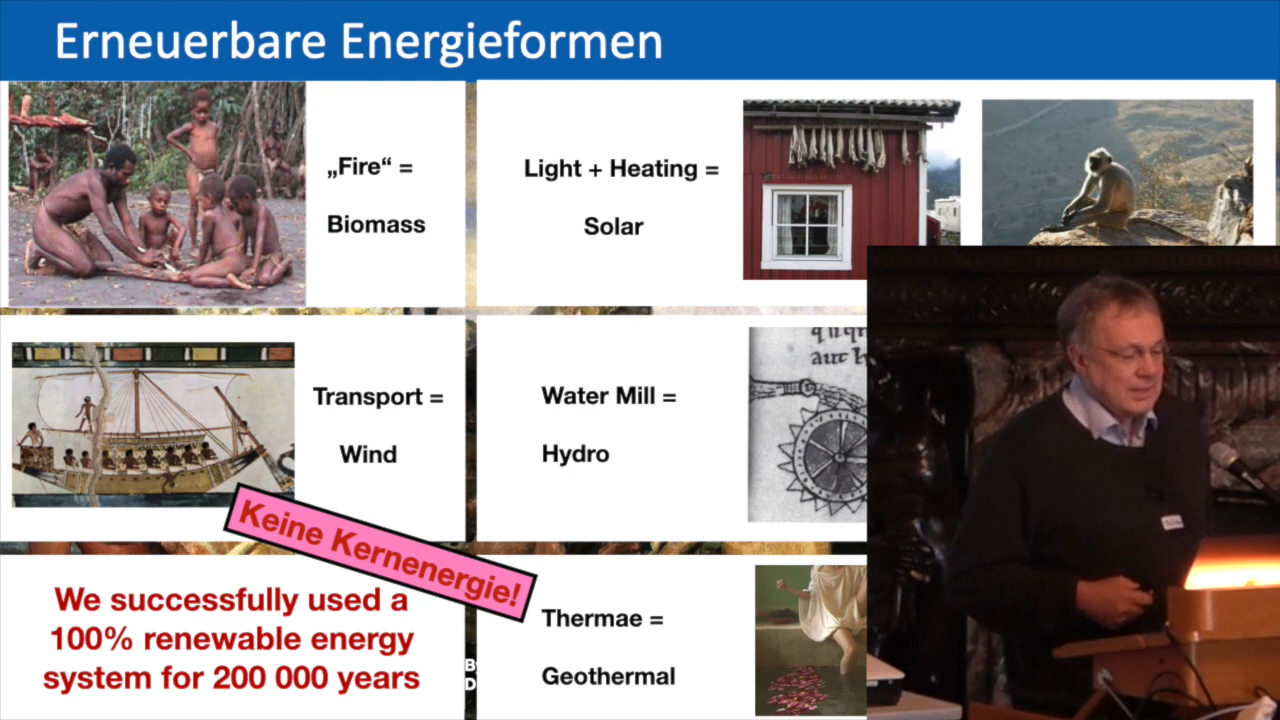 Erneuerbare Energieformen
„Fire“ =
Biomass
Light + Heating =
Solar
Transport =
Wind
Water Mill =
Hydro
Keine Kernenergie!
We successfully used a
100% renewable energy
system for 200 000 years
Thermae =
Geothermal